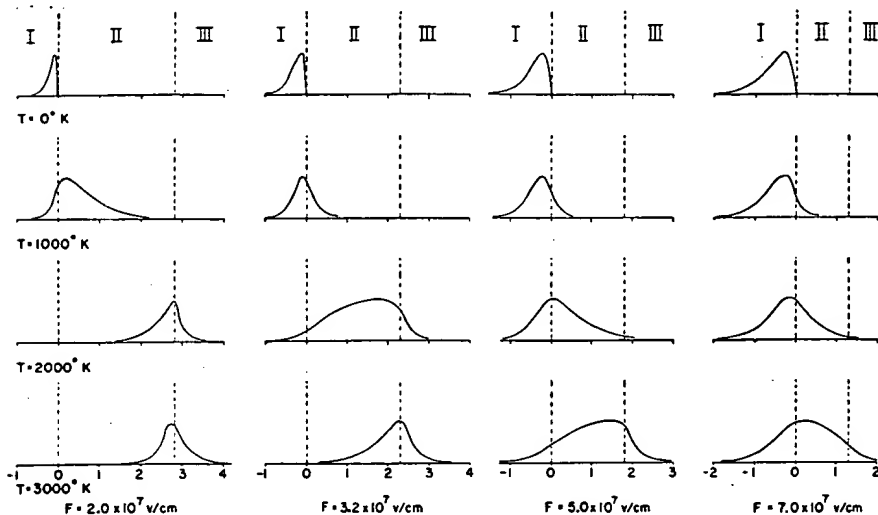 I II III I II III I II III I II III
T=0° K
T=1000° K
T=2000° K
-1 0 1 2 3 4 -1 0 1 2 3 4 -1 0 1 2 3 -2 -1 0 1 2
T=3000° K
F = 2.0 x 10⁷ v/cm F = 3.2 x 10⁷ v/cm F = 5.0 x 10⁷ v/cm F = 7.0 x 10⁷ v/cm